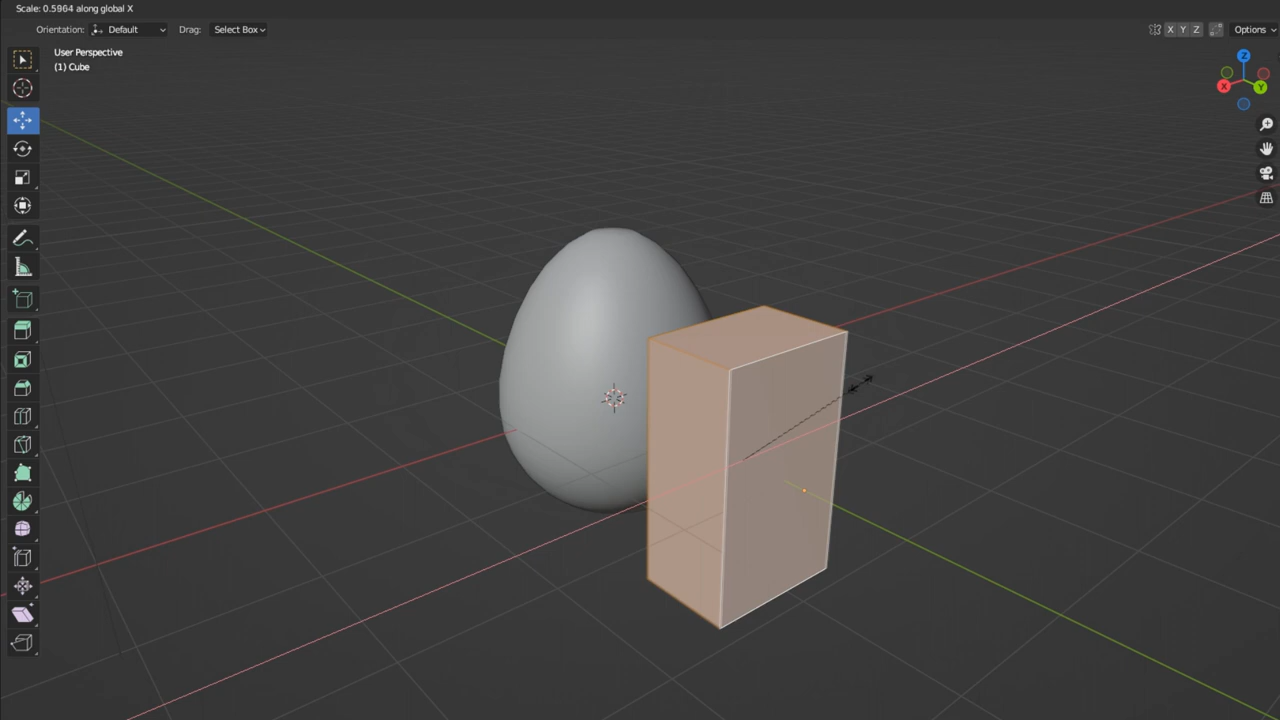 Scale: 0.5964 along global X
Orientation: Default Drag: Select Box X Y Z Options
User Perspective
(1) Cube
Z
X Y